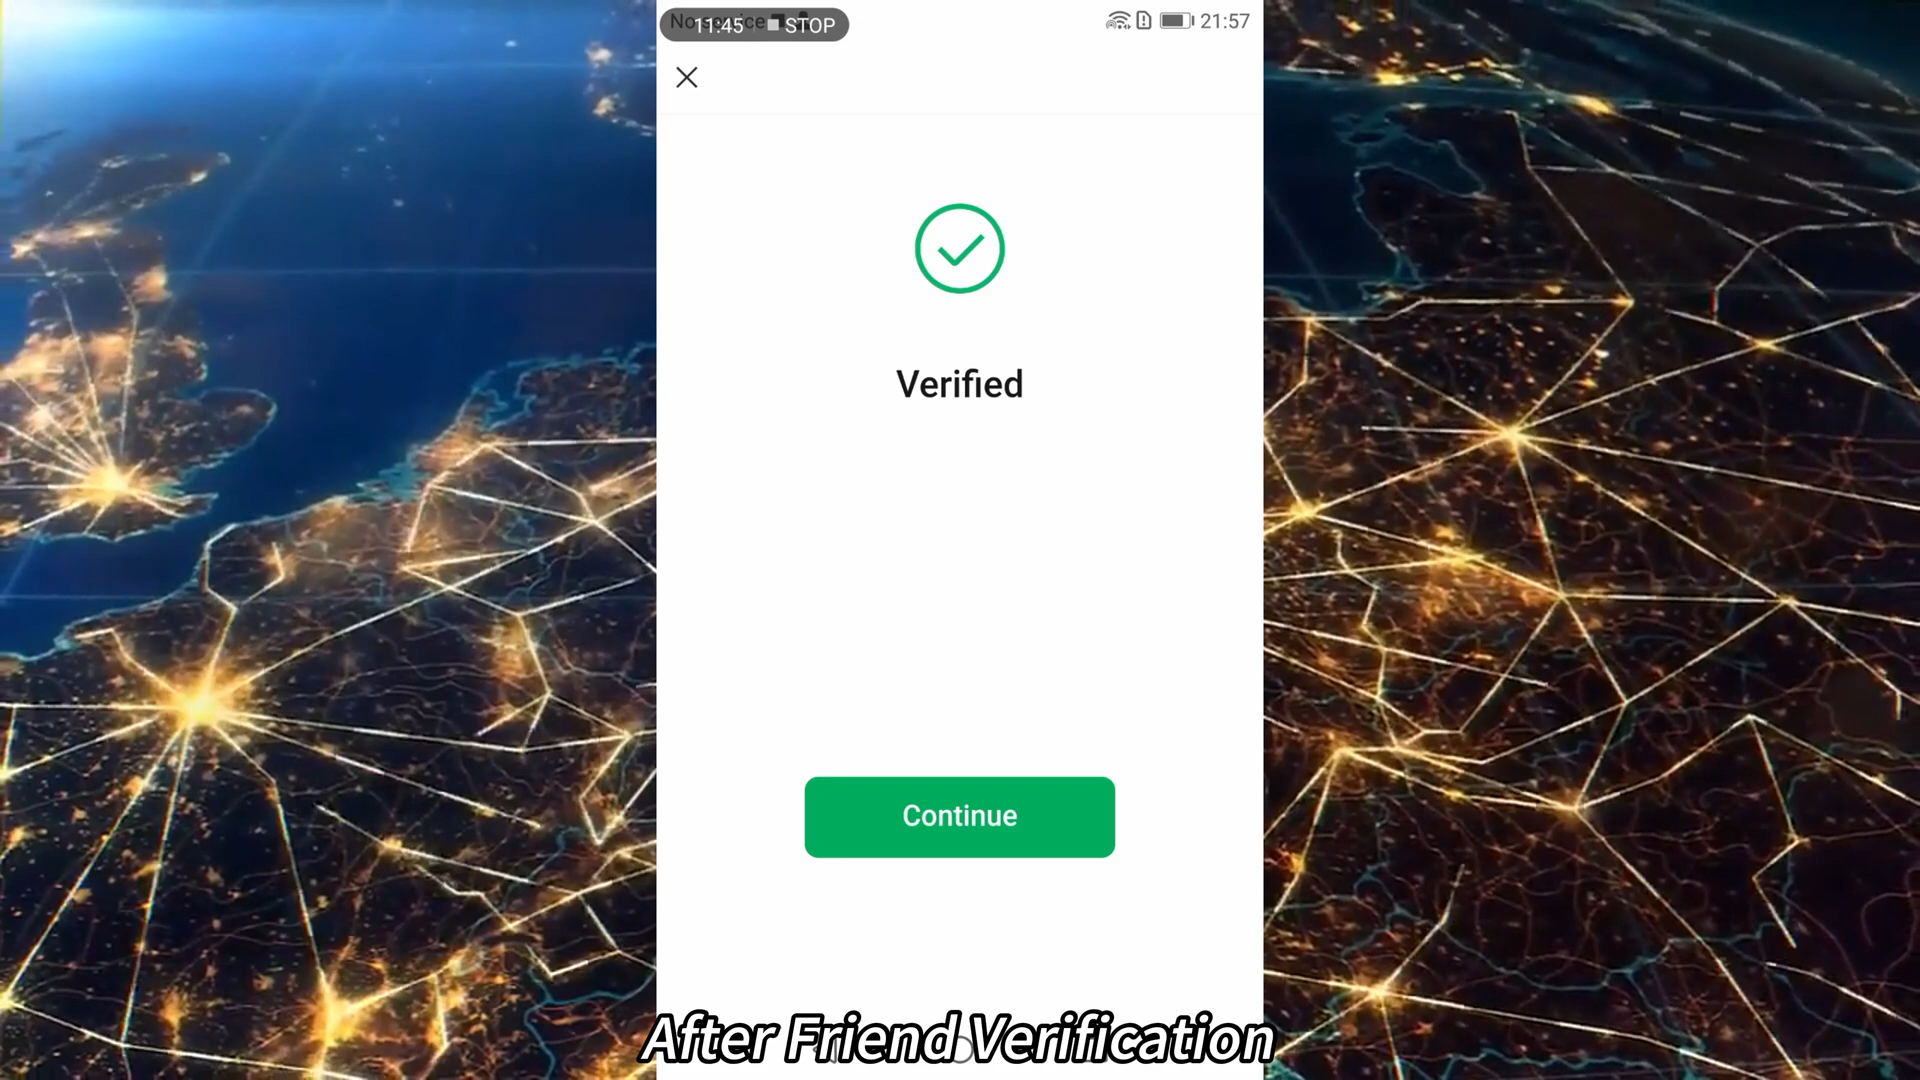 11:45 STOP
21:57
Verified
Continue
After Friend Verification